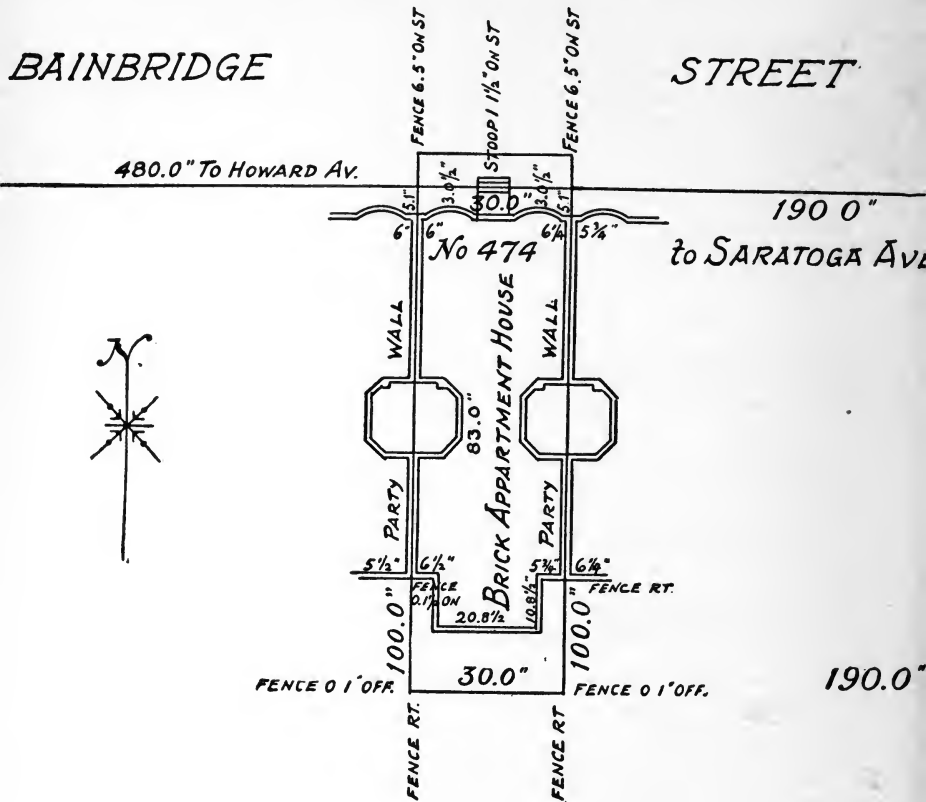 BAINBRIDGE STREET
FENCE 6.5" ON ST
STOOP 1 1½" ON ST
FENCE 6.5" ON ST
480.0" TO HOWARD AV.
5.1"
3.0½"
30.0"
3.0½"
5.1"
190 0"
to SARATOGA AVE
6"
6"
6¼
5¾"
No 474
WALL
WALL
BRICK APPARTMENT HOUSE
83.0"
PARTY
PARTY
5½"
6½"
5¾"
6¼"
FENCE
0.1½ ON
FENCE RT.
20.8½
10.8½"
100.0"
100.0"
30.0"
FENCE 0 1" OFF.
FENCE 0 1" OFF.
190.0"
FENCE RT.
FENCE RT
N